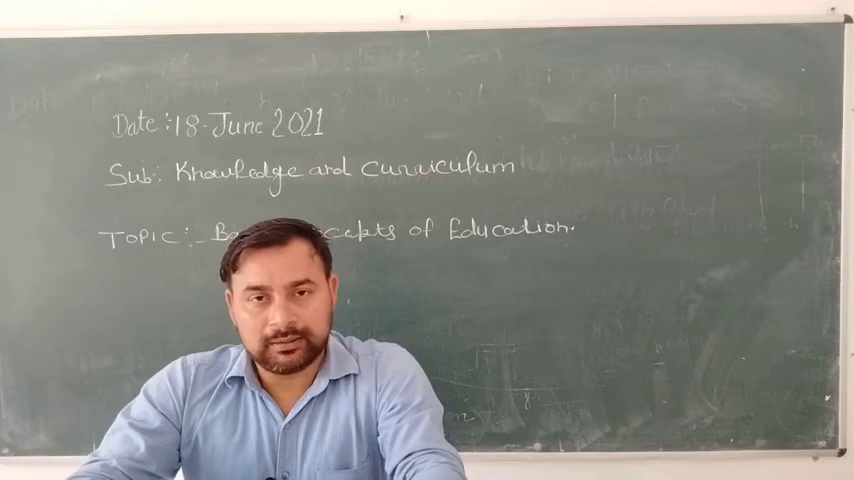 Date :- 18 - June 2021
Sub:- Knowledge and curriculum
TOPIC :- of Education.